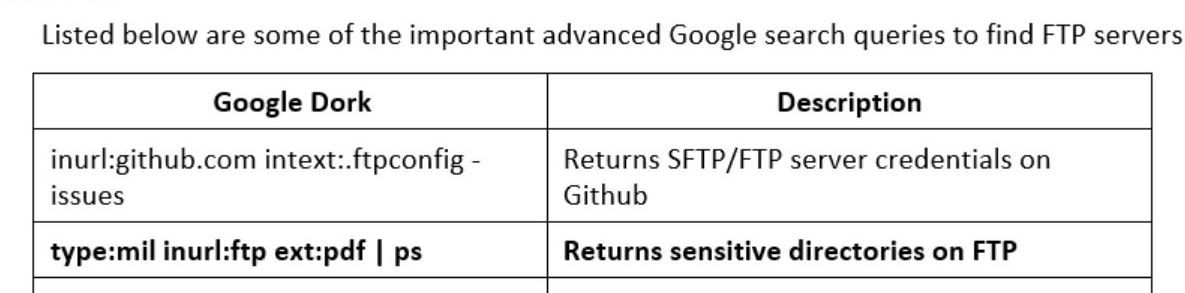 Listed below are some of the important advanced Google search queries to find FTP servers
Google Dork
Description
inurl:github.com intext:.ftpconfig -
issues
Returns SFTP/FTP server credentials on
Github
type:mil inurl:ftp ext:pdf | ps
Returns sensitive directories on FTP